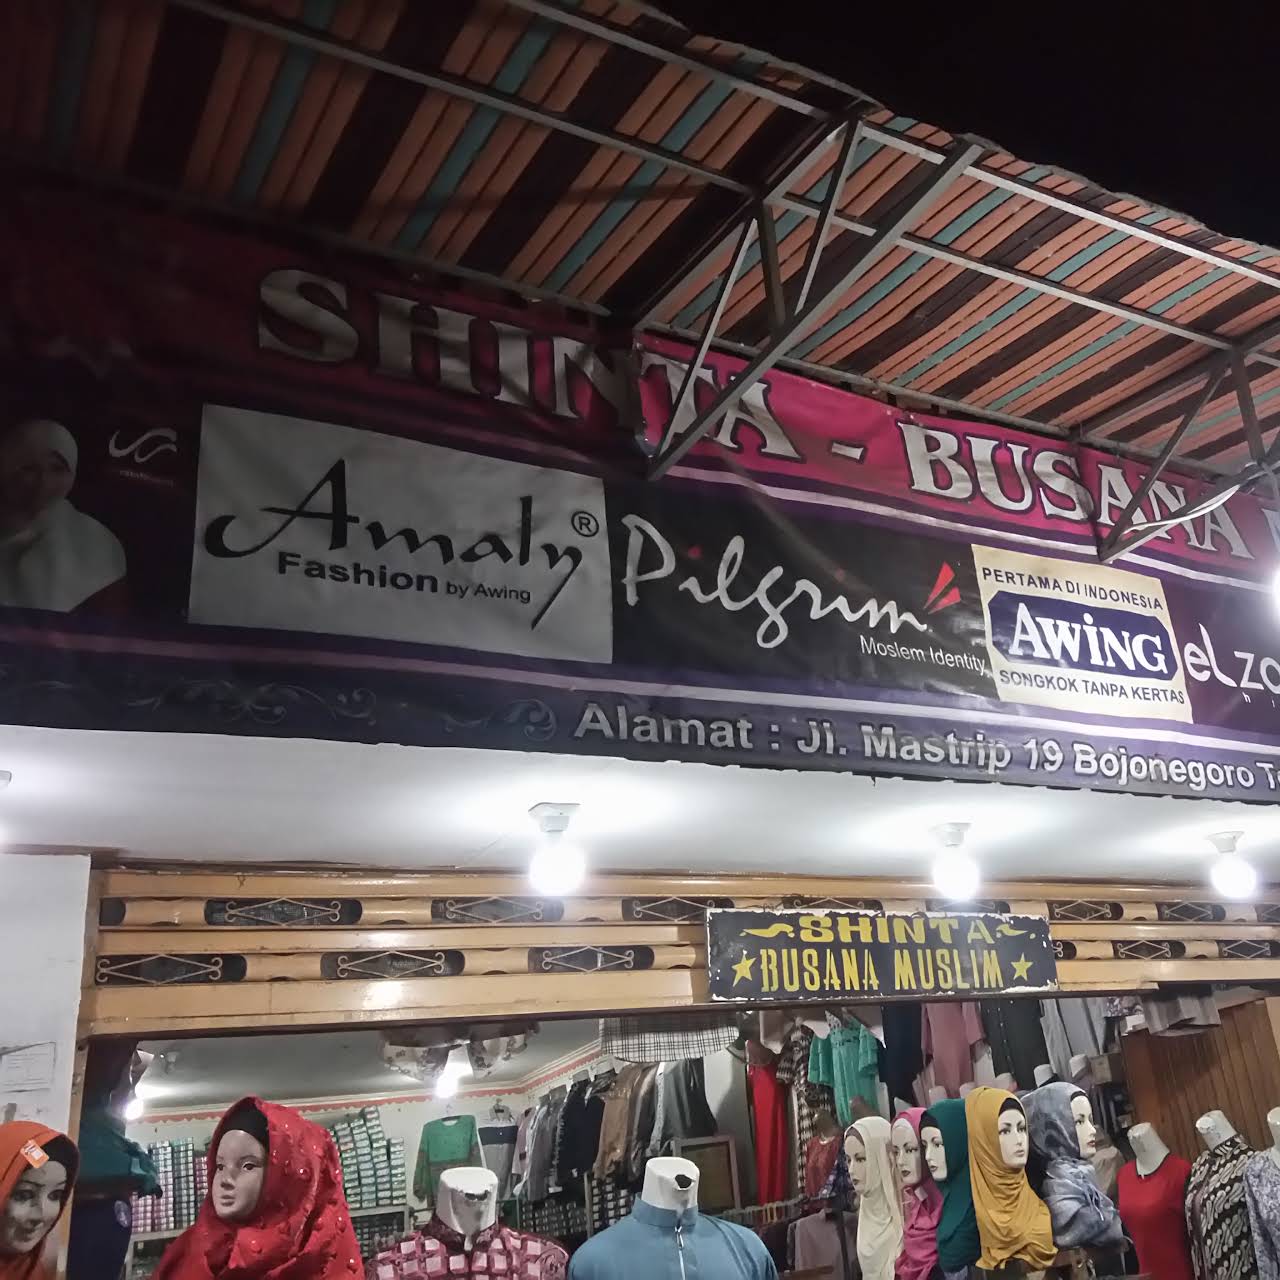 SHINTA - BUSANA
Amaly®
Fashion by Awing
Pilgrim
Moslem Identity
PERTAMA DI INDONESIA
AWiNG
SONGKOK TANPA KERTAS
eLza
Alamat : Jl. Mastrip 19 Bojonegoro
SHINTA
BUSANA MUSLIM